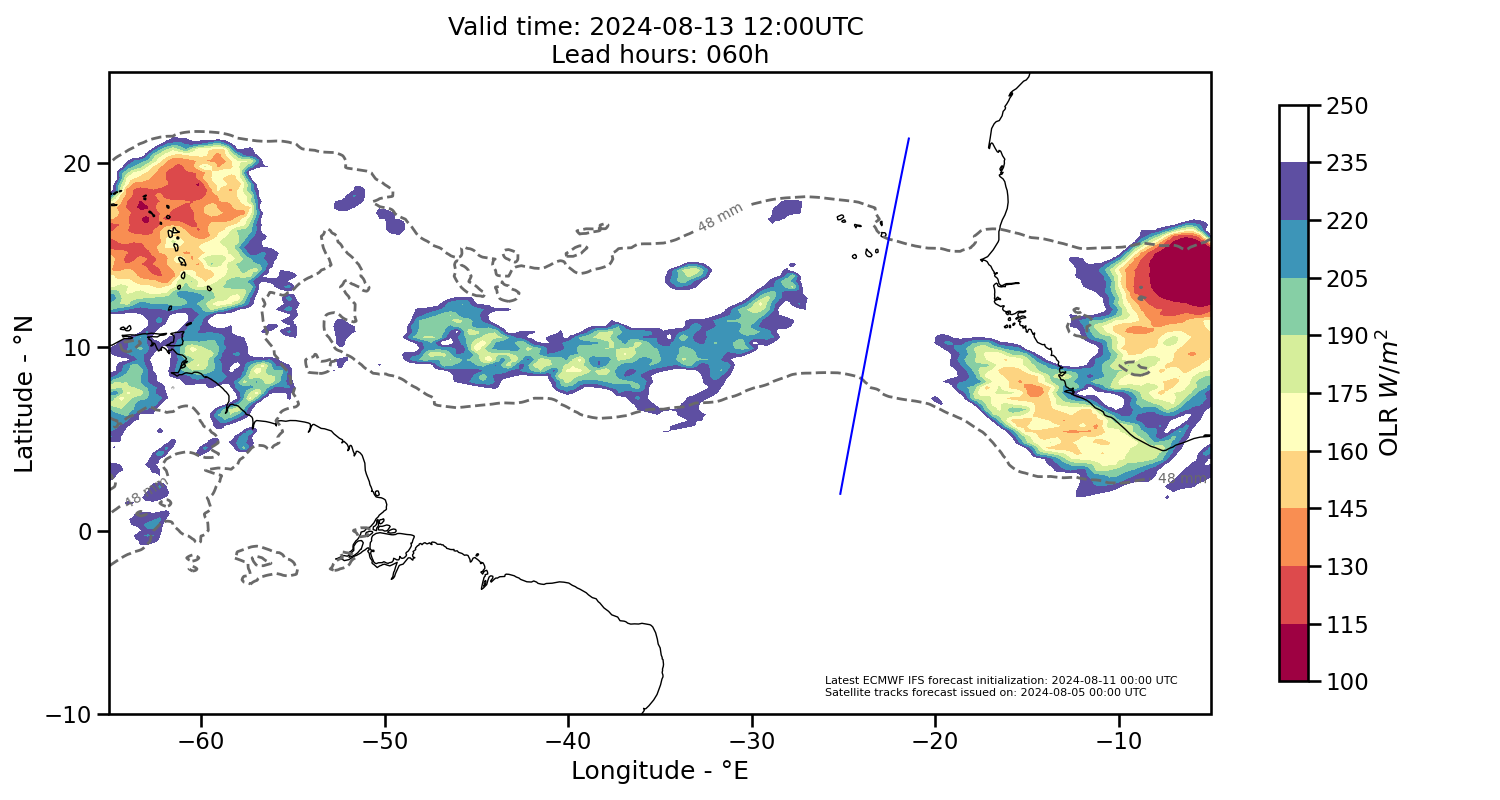 Valid time: 2024-08-13 12:00UTC
Lead hours: 060h
20
10
0
−10
Latitude - °N
−60
−50
−40
−30
−20
−10
Longitude - °E
48 mm
48 mm
48 mm
Latest ECMWF IFS forecast initialization: 2024-08-11 00:00 UTC
Satellite tracks forecast issued on: 2024-08-05 00:00 UTC
250
235
220
205
190
175
160
145
130
115
100
OLR W/m²